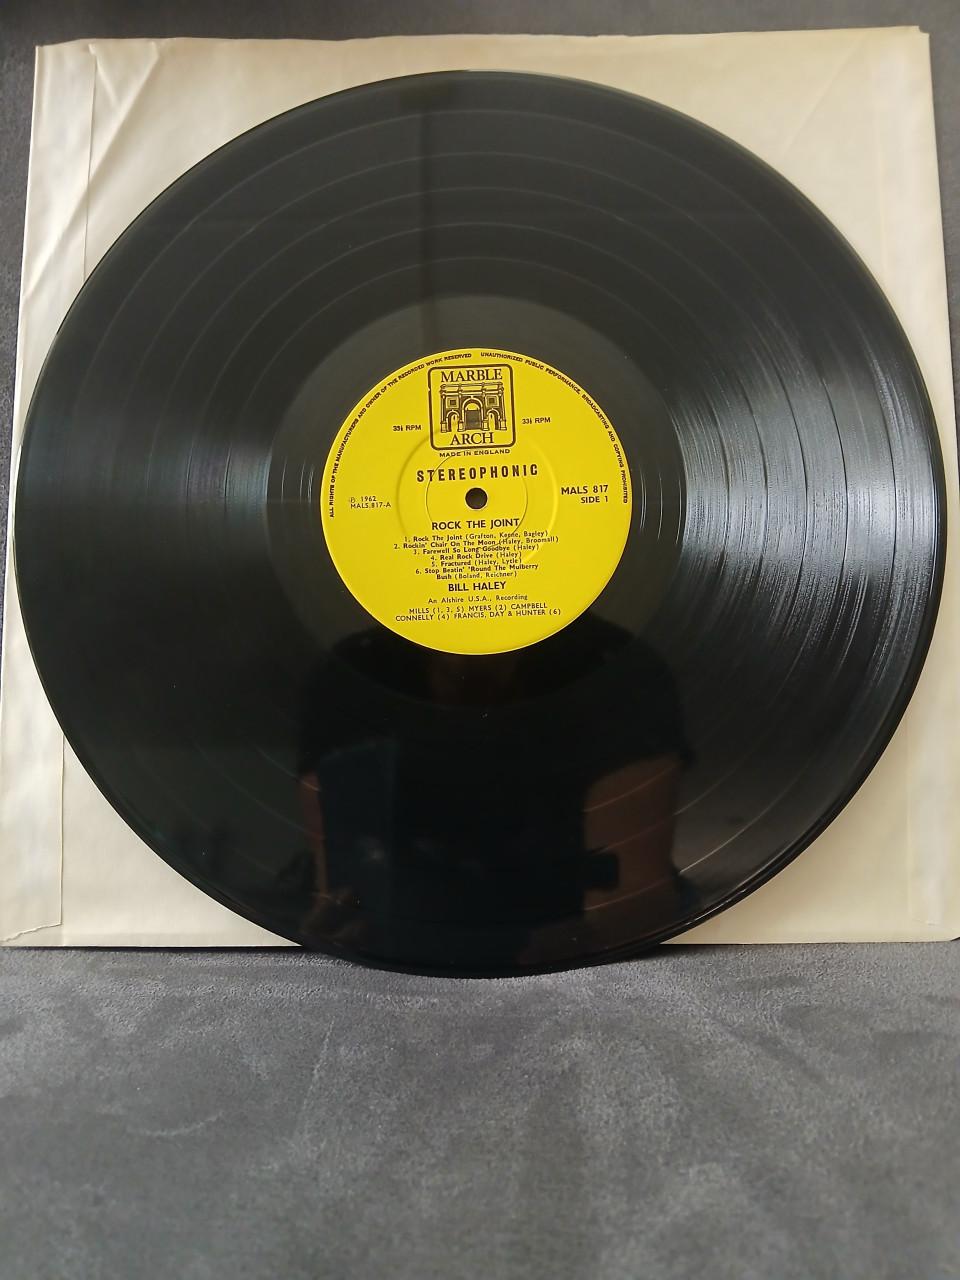 ALL RIGHTS OF THE MANUFACTURERS AND OWNER OF THE RECORDED WORK RESERVED UNAUTHORIZED PUBLIC PERFORMANCE, BROADCASTING AND COPYING PROHIBITED
MARBLE
ARCH
33⅓ RPM 33⅓ RPM
MADE IN ENGLAND
STEREOPHONIC
℗ 1962
MALS.817-A
MALS 817
SIDE 1
ROCK THE JOINT
1. Rock The Joint (Grafton, Keene, Bagley)
2. Rockin' Chair On The Moon (Haley, Broomall)
3. Farewell So Long Goodbye (Haley)
4. Real Rock Drive (Haley)
5. Fractured (Haley, Lytle)
6. Stop Beatin' 'Round The Mulberry
Bush (Boland, Reichner)
BILL HALEY
An Alshire U.S.A., Recording
MILLS (1, 3, 5) MYERS (2) CAMPBELL
CONNELLY (4) FRANCIS, DAY & HUNTER (6)